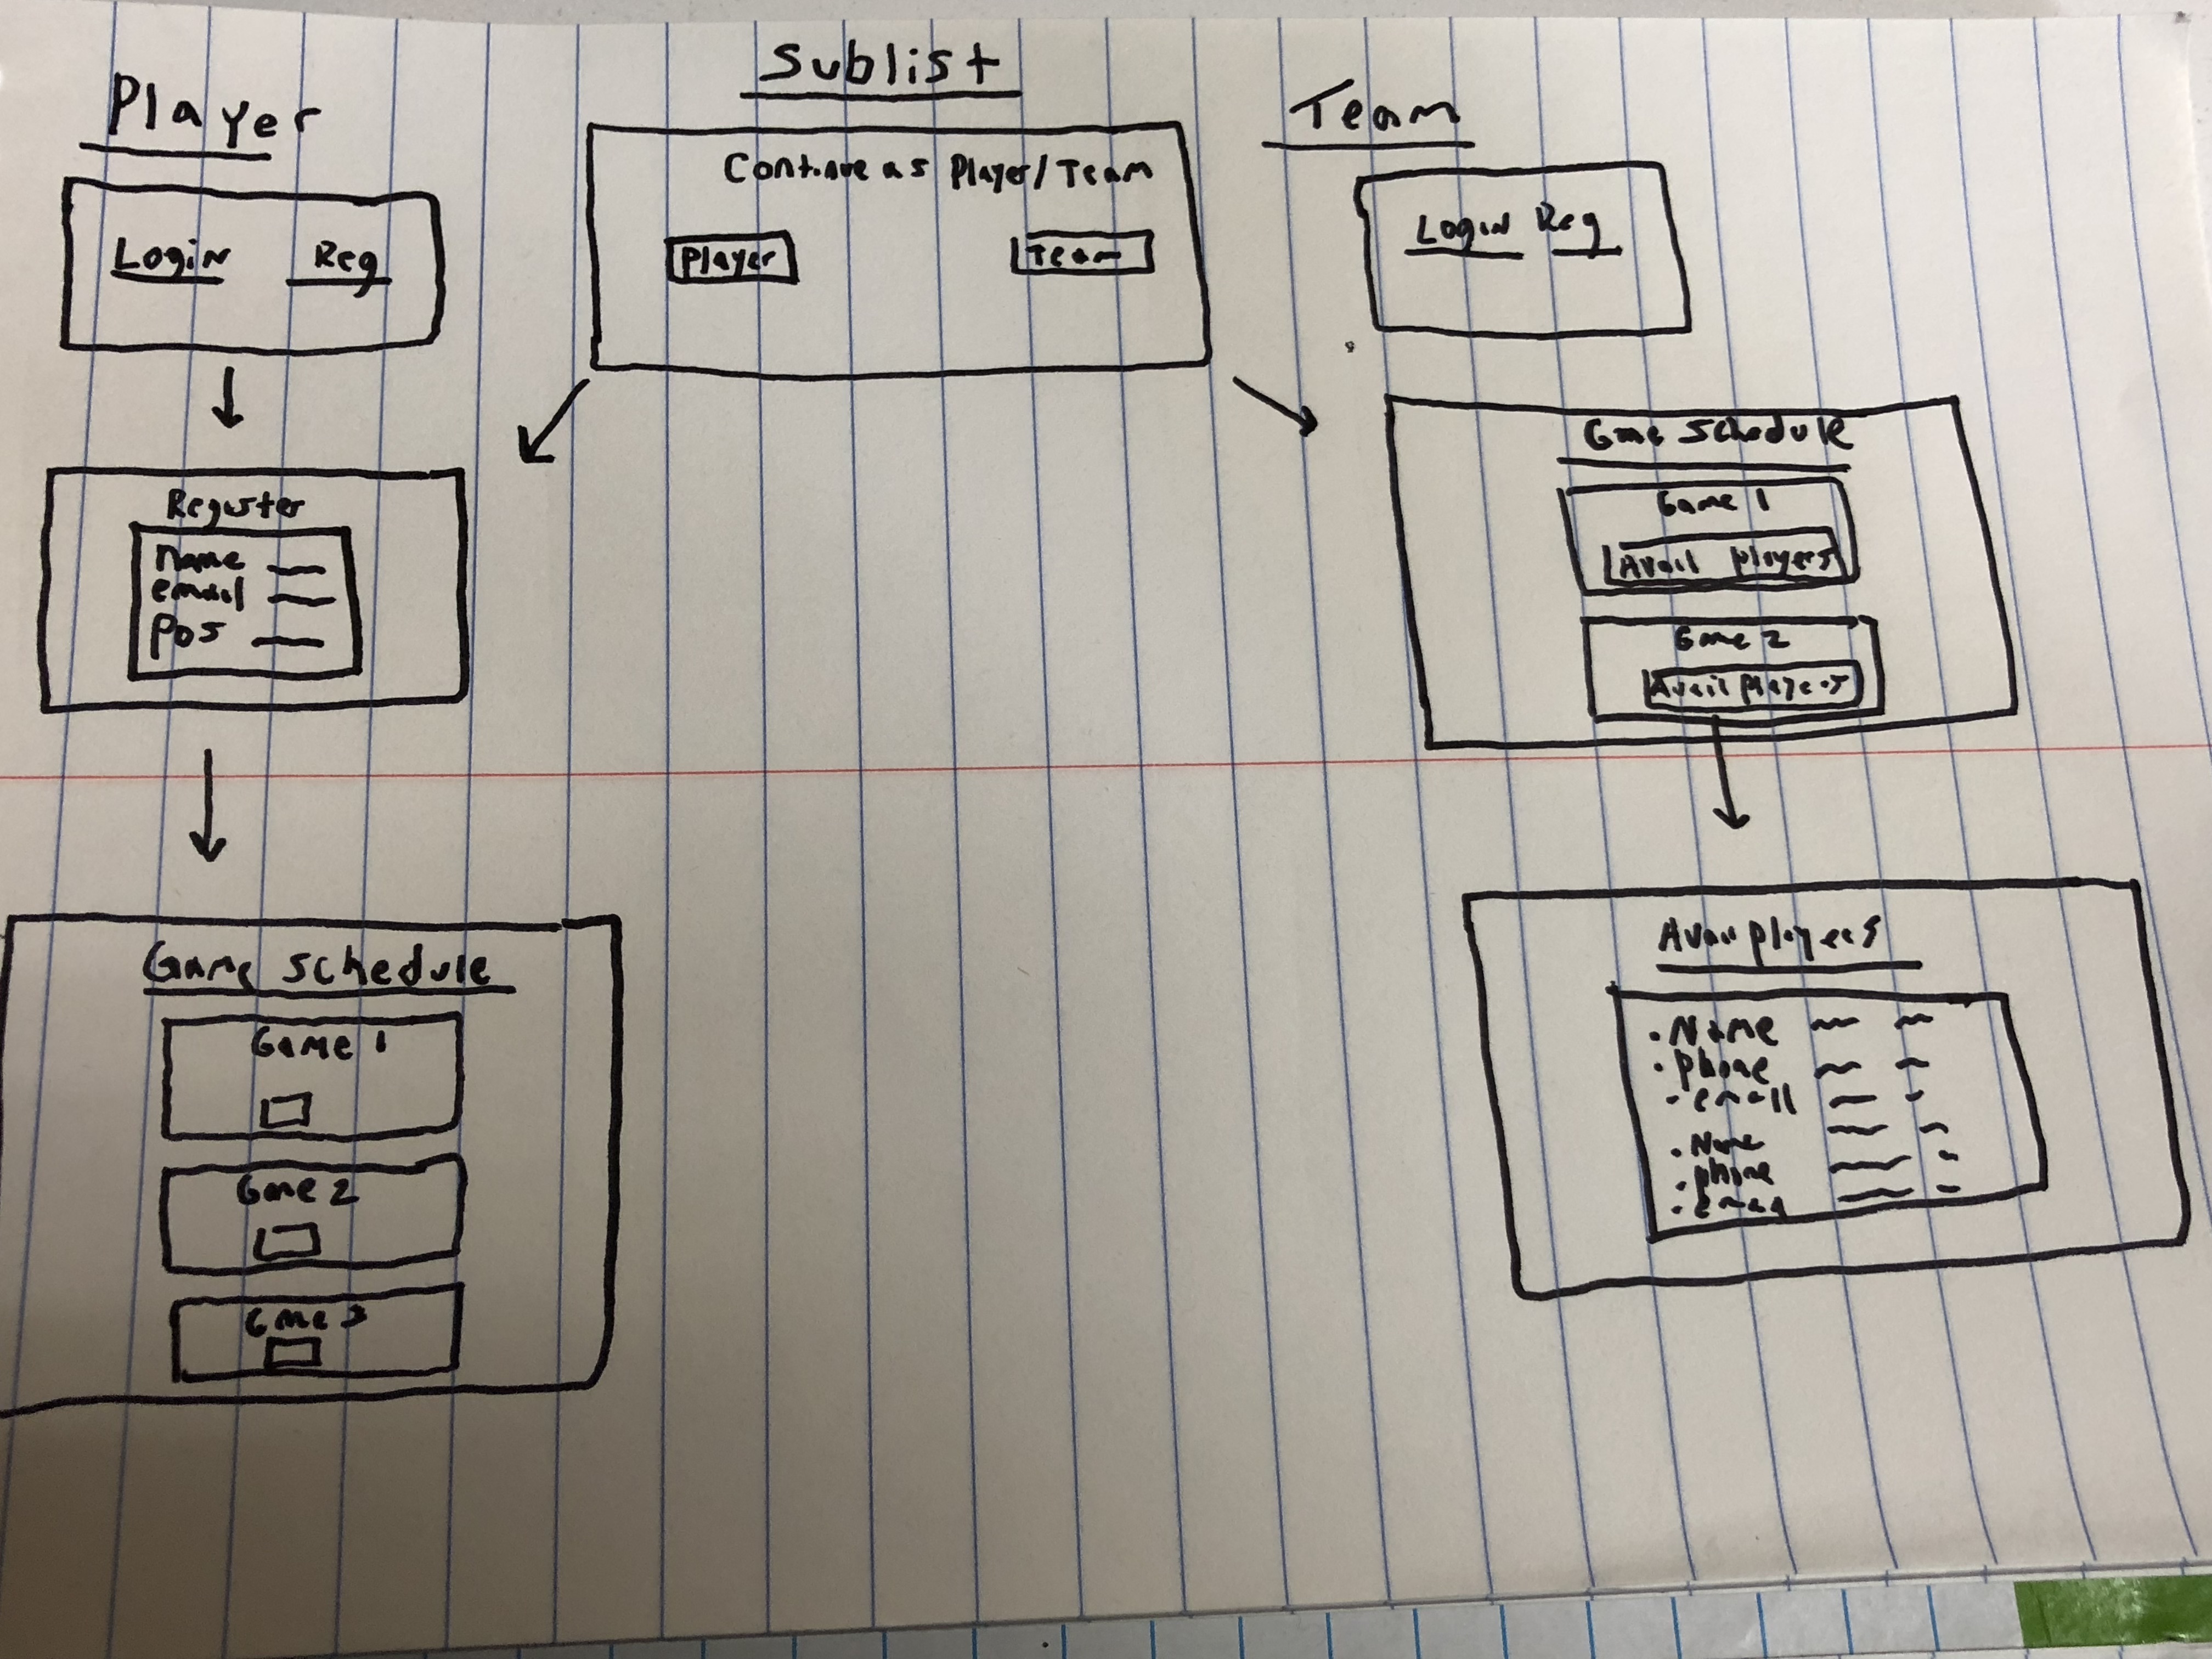 Sublist
Continue as Player/Team
Player
Team
Player
Login Reg
Register
Name
email
Pos
Game Schedule
Game 1
Game 2
Game 3
Team
Login Reg
Game Schedule
Game 1
Avail players
Game 2
Avail players
Avail players
• Name
• phone
• email
• Name
• phone
• email